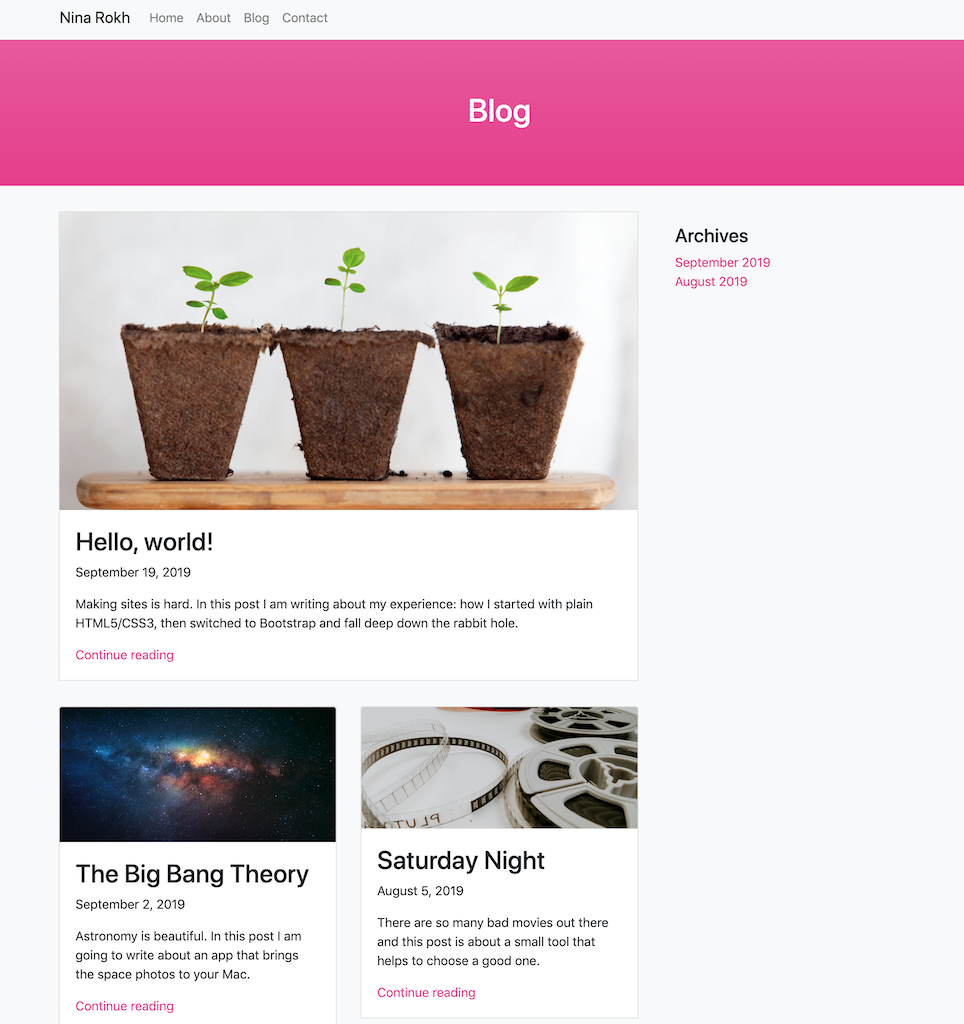 Nina Rokh Home About Blog Contact
Blog
Hello, world!
September 19, 2019
Making sites is hard. In this post I am writing about my experience: how I started with plain
HTML5/CSS3, then switched to Bootstrap and fall deep down the rabbit hole.
Continue reading
Archives
September 2019
August 2019
The Big Bang Theory
September 2, 2019
Astronomy is beautiful. In this post I am
going to write about an app that brings
the space photos to your Mac.
Continue reading
PLUTO
Saturday Night
August 5, 2019
There are so many bad movies out there
and this post is about a small tool that
helps to choose a good one.
Continue reading